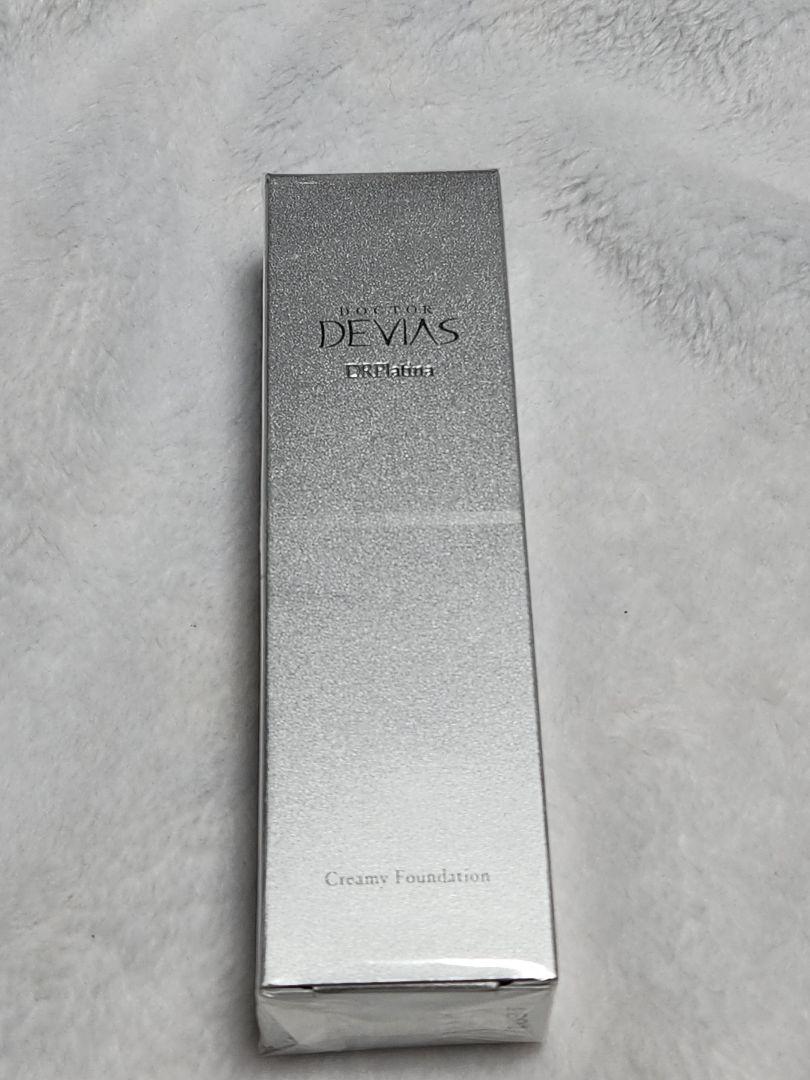 DOCTOR
DEVIAS
DRPlatina
Creamy Foundation